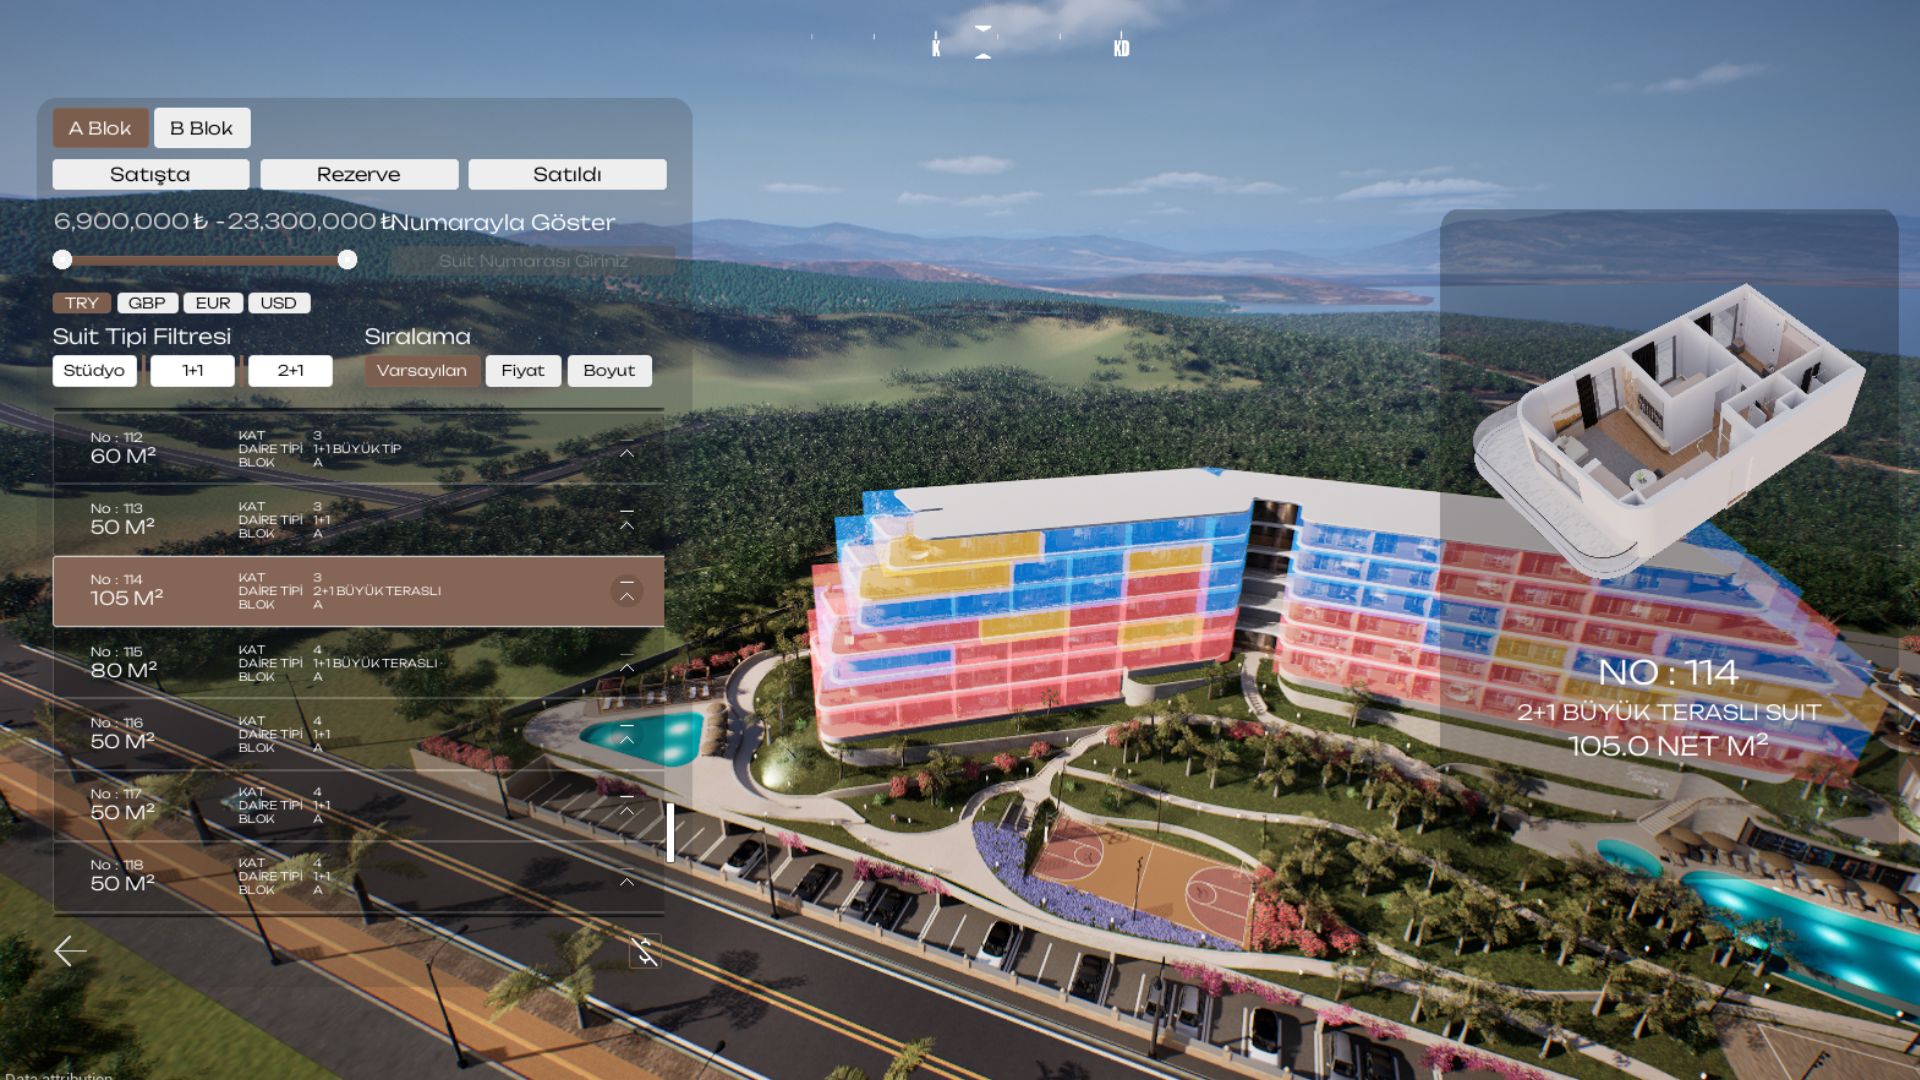 K
KD
A Blok
B Blok
Satışta
Rezerve
Satıldı
6,900,000₺ - 23,300,000₺
Numarayla Göster
Suit Numarası Giriniz
TRY
GBP
EUR
USD
Suit Tipi Filtresi
Sıralama
Stüdyo
1+1
2+1
Varsayılan
Fiyat
Boyut
No : 112
60 M²
KAT 3
DAİRE TİPİ 1+1 BÜYÜK TİP
BLOK A
No : 113
50 M²
KAT 3
DAİRE TİPİ 1+1
BLOK A
No : 114
105 M²
KAT 3
DAİRE TİPİ 2+1 BÜYÜK TERASLI
BLOK A
No : 115
80 M²
KAT 4
DAİRE TİPİ 1+1 BÜYÜK TERASLI
BLOK A
No : 116
50 M²
KAT 4
DAİRE TİPİ 1+1
BLOK A
No : 117
50 M²
KAT 4
DAİRE TİPİ 1+1
BLOK A
No : 118
50 M²
KAT 4
DAİRE TİPİ 1+1
BLOK A
NO : 114
2+1 BÜYÜK TERASLI SUIT
105.0 NET M²
Data attribution